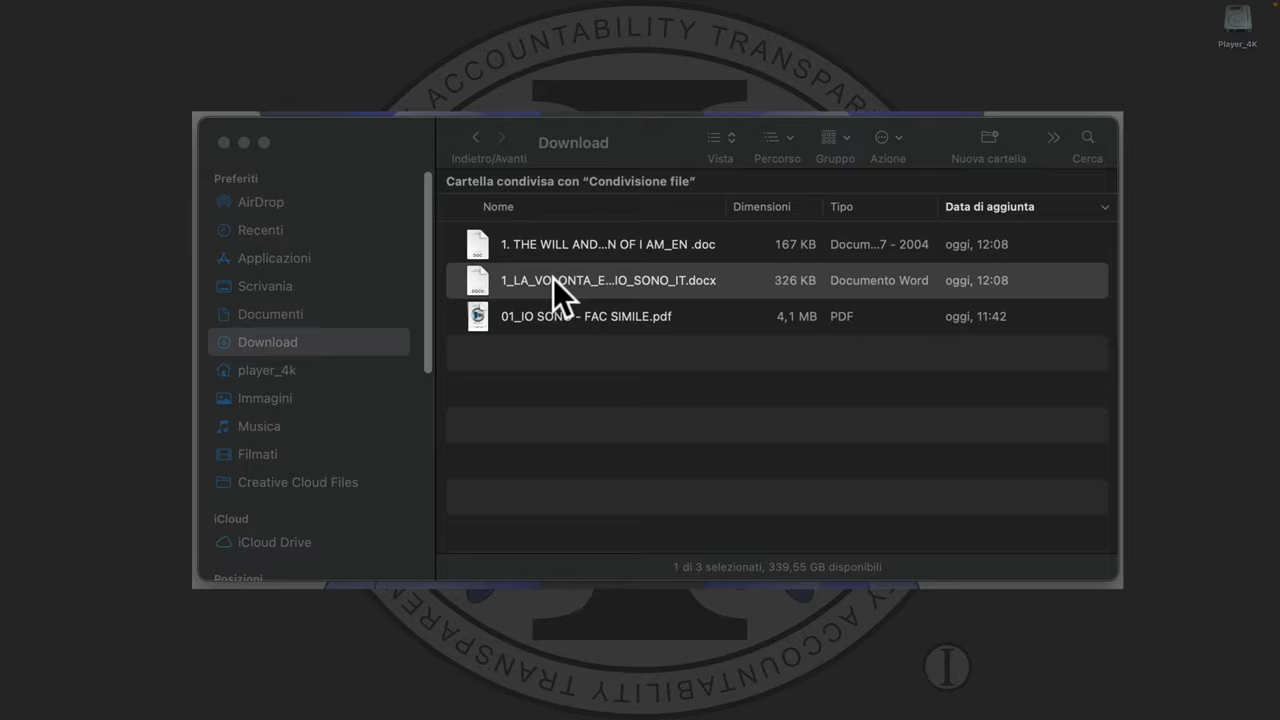 ACCOUNTABILITY TRANSPAR
Player_4K
Download
Indietro/Avanti
Vista
Percorso
Gruppo
Azione
Nuova cartella
Cerca
Preferiti
AirDrop
Recenti
Applicazioni
Scrivania
Documenti
Download
player_4k
Immagini
Musica
Filmati
Creative Cloud Files
iCloud
iCloud Drive
Posizioni
Cartella condivisa con “Condivisione file”
Nome Dimensioni Tipo Data di aggiunta
1. THE WILL AND...N OF I AM_EN .doc 167 KB Docum...7 - 2004 oggi, 12:08
1_LA_VOLONTA_E...IO_SONO_IT.docx 326 KB Documento Word oggi, 12:08
01_IO SONO - FAC SIMILE.pdf 4,1 MB PDF oggi, 11:42
1 di 3 selezionati, 339,55 GB disponibili
TRANSPAREN
Y ACCOUNTABILITY
I